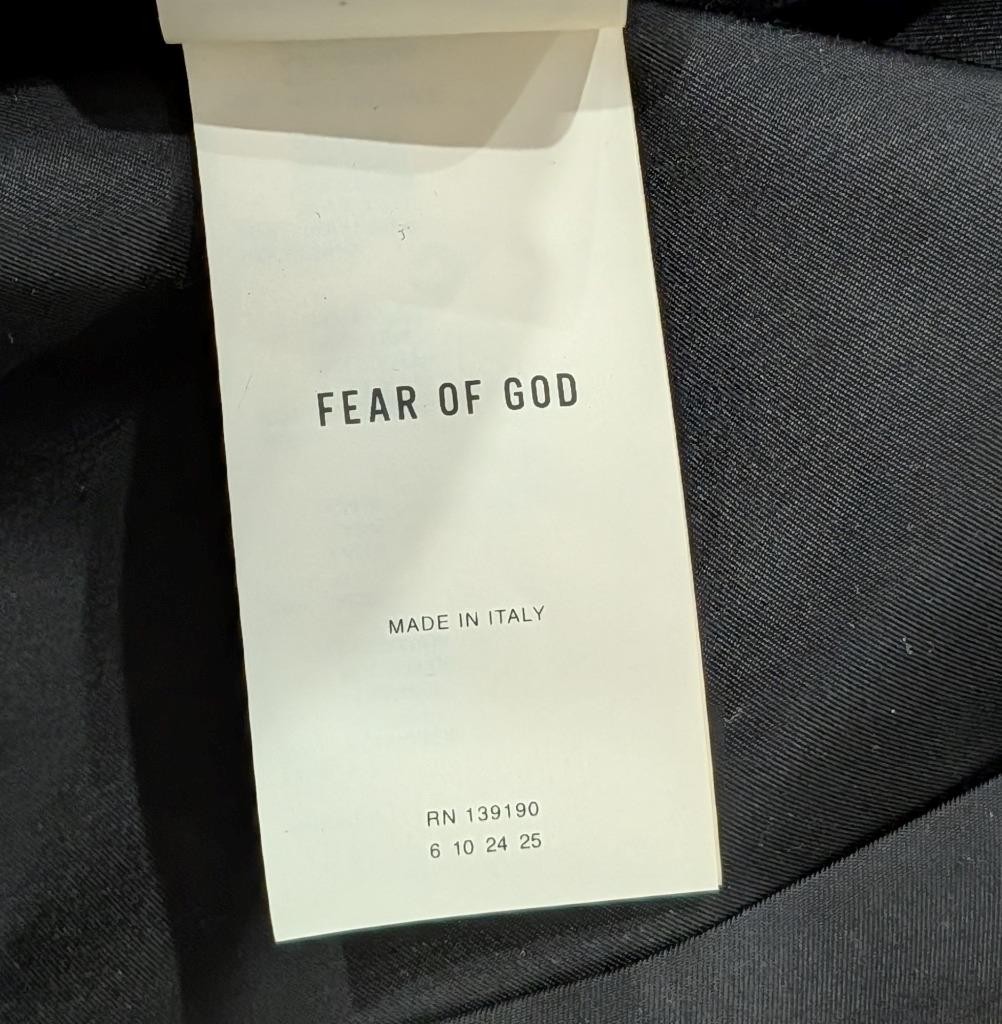 FEAR OF GOD
MADE IN ITALY
RN 139190
6 10 24 25